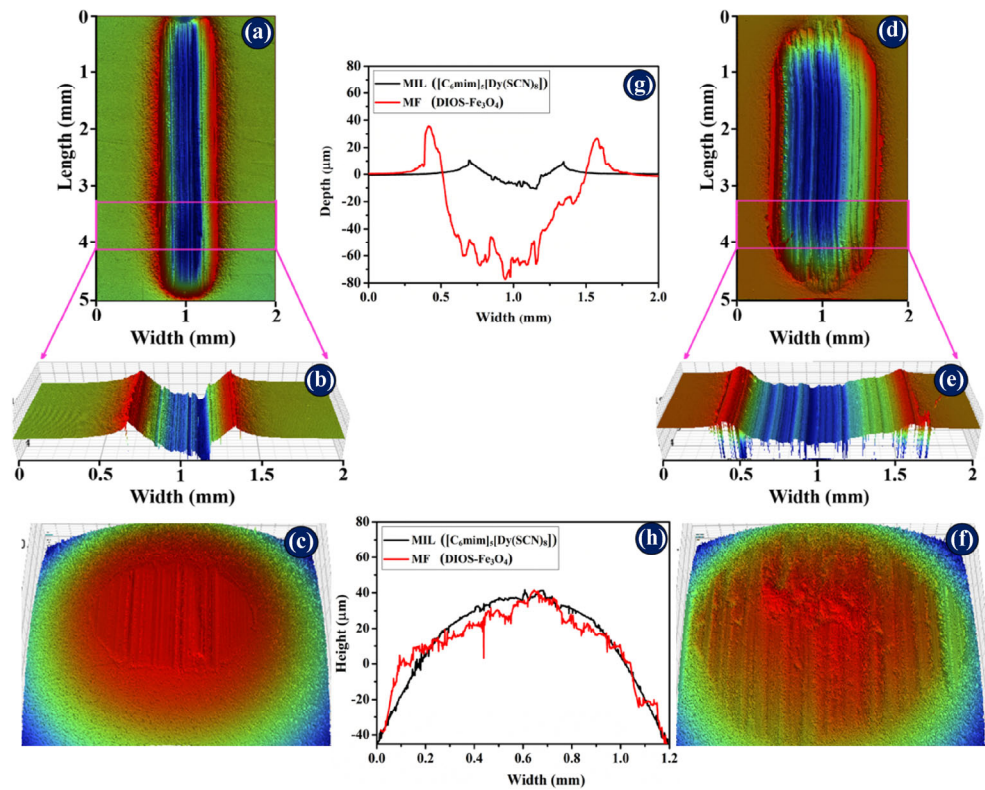 (a)
0
1
2
3
4
5
Length (mm)
0
1
2
Width (mm)
(b)
0
0.5
1
1.5
2
Width (mm)
(c)
(g)
MIL ([C₆mim]₅[Dy(SCN)₈])
MF (DIOS-Fe₃O₄)
80
60
40
20
0
-20
-40
-60
-80
Depth (µm)
0.0
0.5
1.0
1.5
2.0
Width (mm)
(h)
MIL ([C₆mim]₅[Dy(SCN)₈])
MF (DIOS-Fe₃O₄)
80
60
40
20
0
-20
-40
Height (µm)
0.0
0.2
0.4
0.6
0.8
1.0
1.2
Width (mm)
(d)
0
1
2
3
4
5
Length (mm)
0
1
2
Width (mm)
(e)
0
0.5
1
1.5
2
Width (mm)
(f)